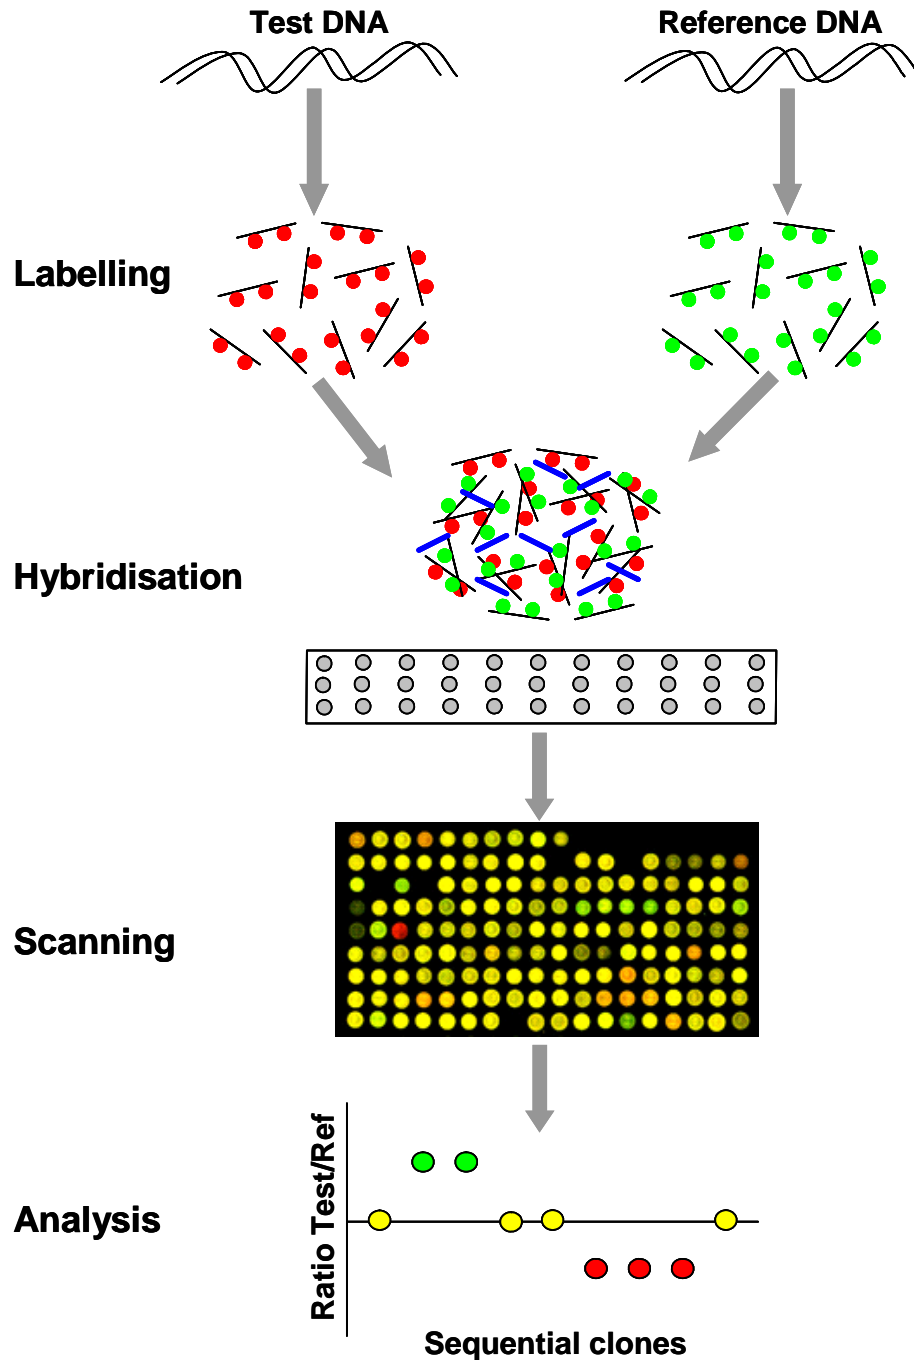 Test DNA
Reference DNA
Labelling
Hybridisation
Scanning
Analysis
Ratio Test/Ref
Sequential clones